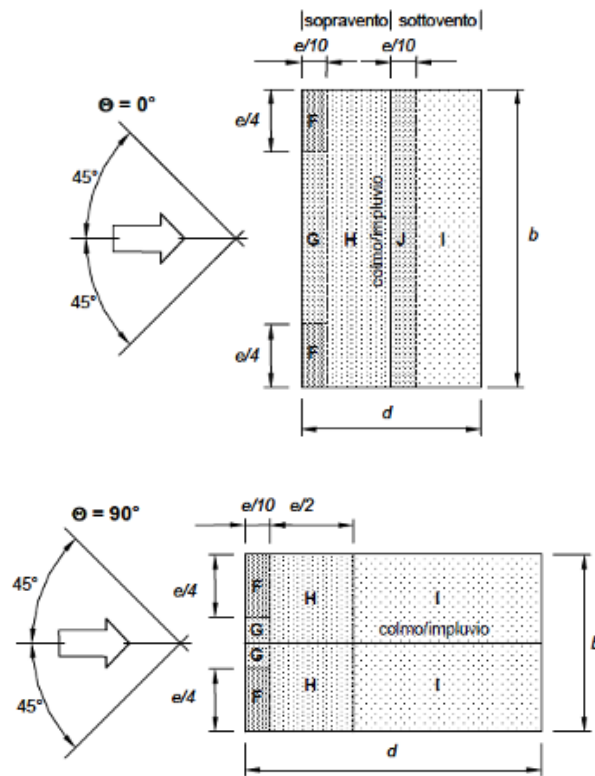 sopravento sottovento
e/10 e/10
Θ = 0°
e/4
F
45°
45°
G H J I
colmo/impluvio
b
e/4
F
d
e/10 e/2
Θ = 90°
45°
45°
e/4
F
H I
G
colmo/impluvio
G
e/4
F
H I
d